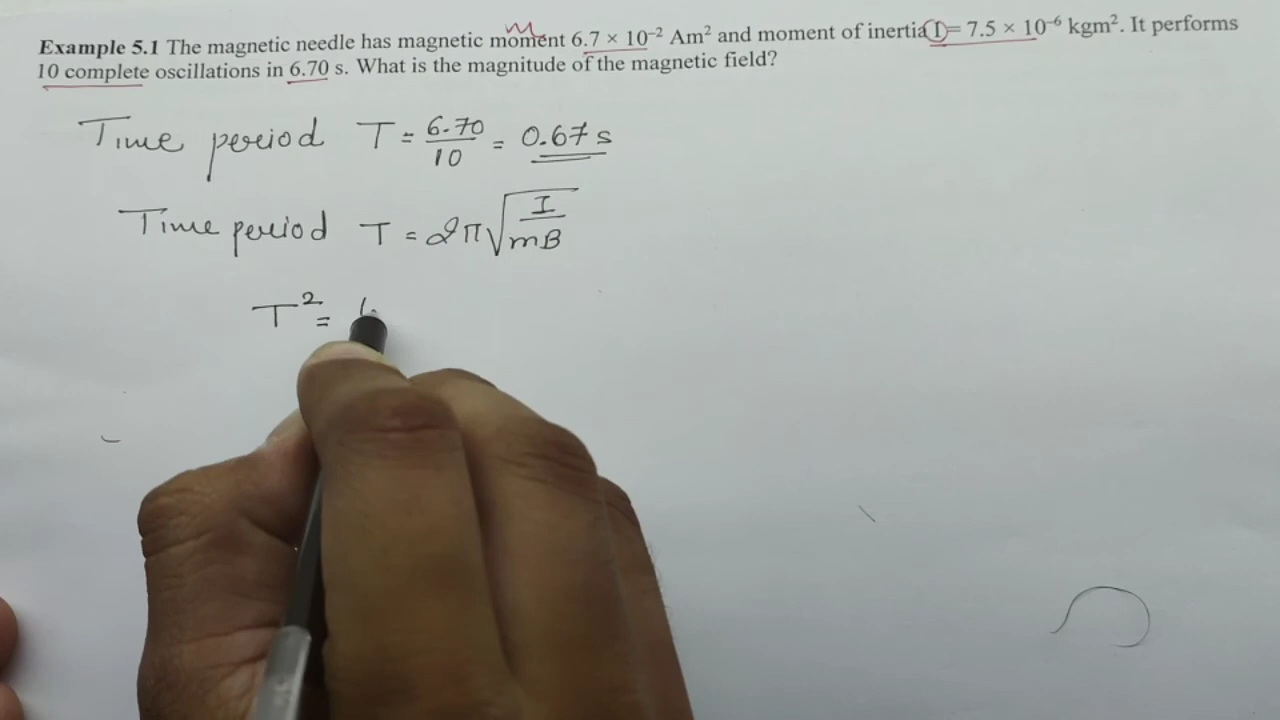 m
Example 5.1 The magnetic needle has magnetic moment 6.7 × 10⁻² Am² and moment of inertia I = 7.5 × 10⁻⁶ kgm². It performs
10 complete oscillations in 6.70 s. What is the magnitude of the magnetic field?
Time period T = 6.70/10 = 0.67 s
Time period T = 2π√(I/mB)
T² =